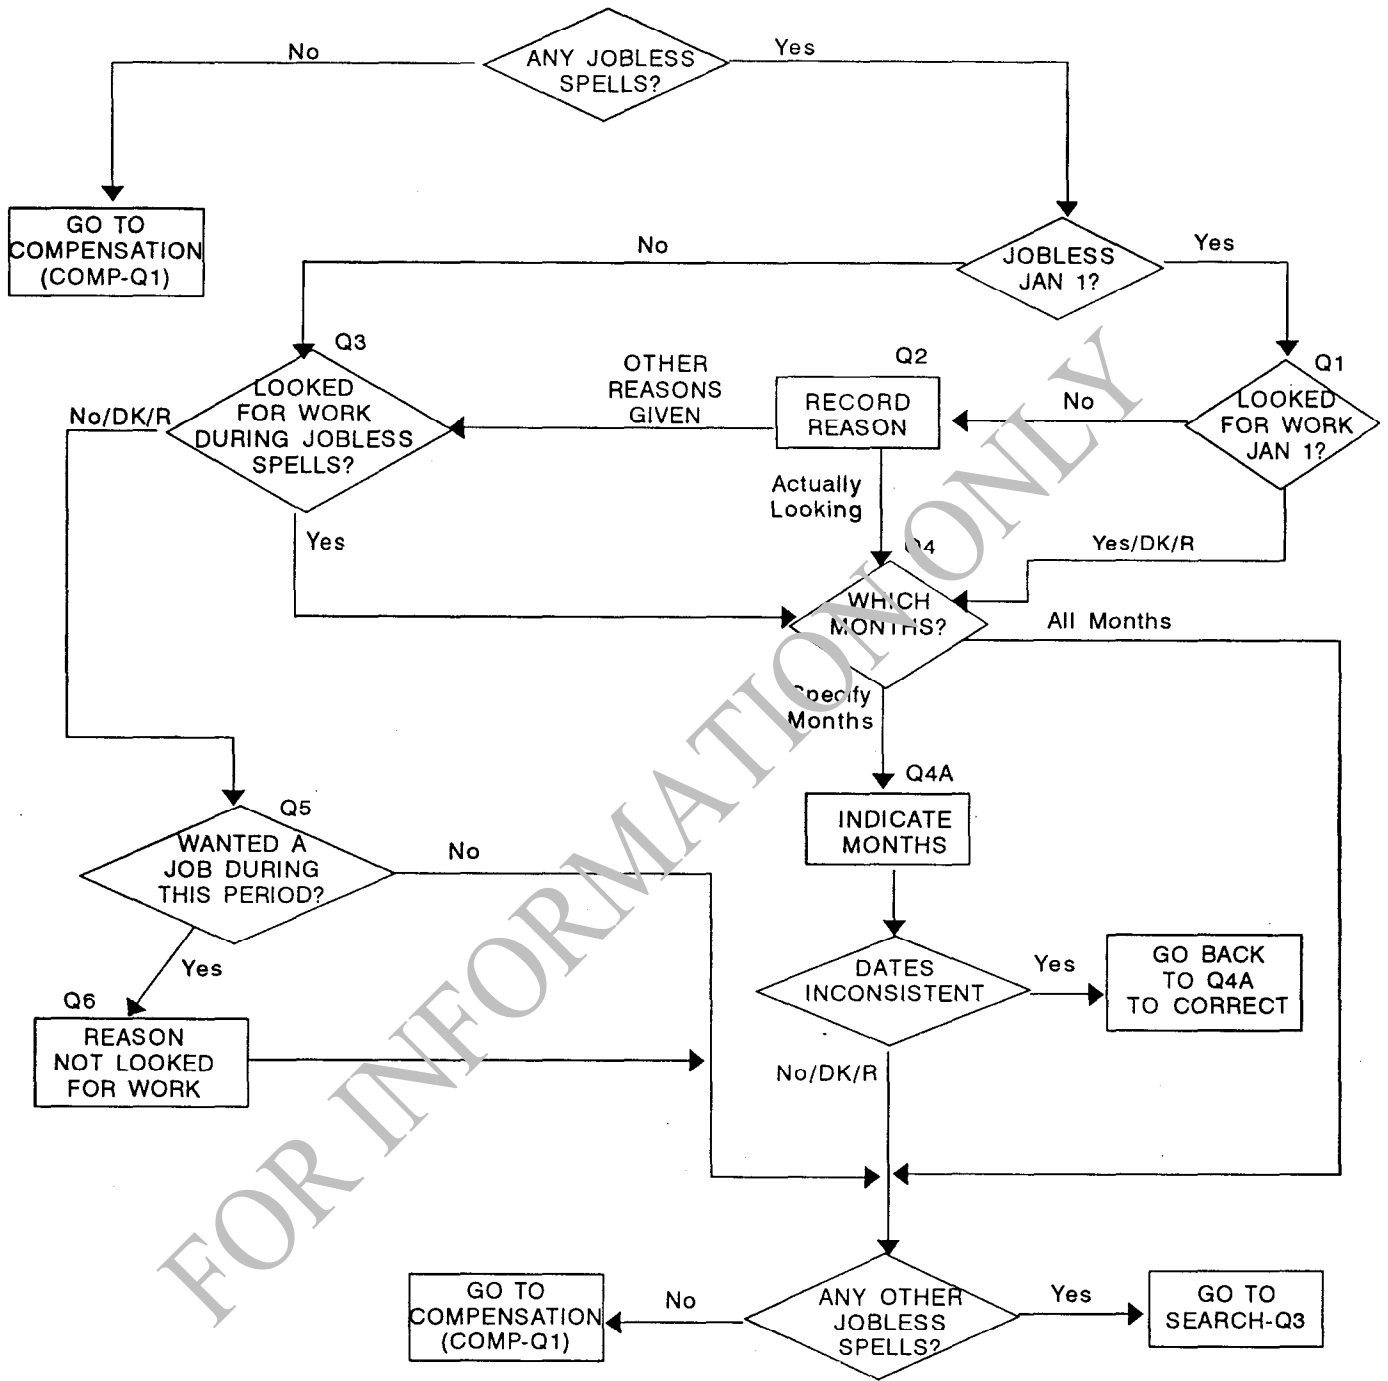 No
ANY JOBLESS
SPELLS?
Yes
GO TO
COMPENSATION
(COMP-Q1)
No
JOBLESS
JAN 1?
Yes
Q3
LOOKED
FOR WORK
DURING JOBLESS
SPELLS?
No/DK/R
OTHER
REASONS
GIVEN
Q2
RECORD
REASON
No
Q1
LOOKED
FOR WORK
JAN 1?
Actually
Looking
Yes
Q4
Yes/DK/R
WHICH
MONTHS?
All Months
Specify
Months
Q4A
INDICATE
MONTHS
Q5
WANTED A
JOB DURING
THIS PERIOD?
No
Yes
DATES
INCONSISTENT
Yes
GO BACK
TO Q4A
TO CORRECT
Q6
REASON
NOT LOOKED
FOR WORK
No/DK/R
GO TO
COMPENSATION
(COMP-Q1)
No
ANY OTHER
JOBLESS
SPELLS?
Yes
GO TO
SEARCH-Q3
FOR INFORMATION ONLY